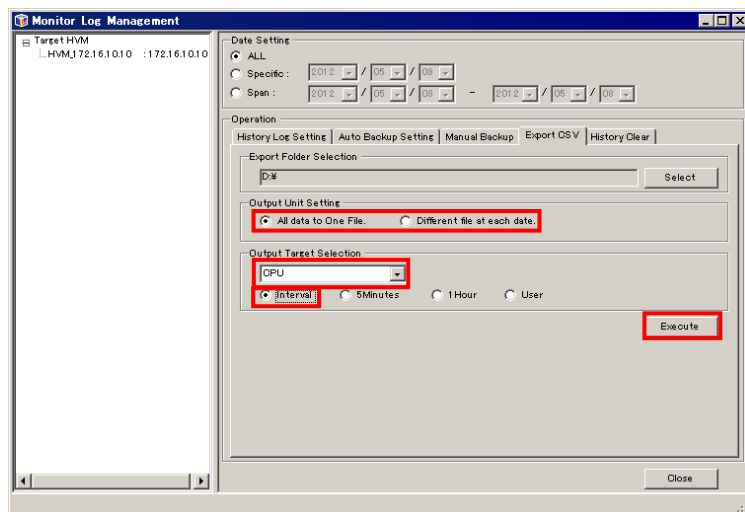 Monitor Log Management
Target HVM
HVM_172.16.10.10 :172.16.10.10
Date Setting
ALL
Specific : 2012 / 05 / 08
Span : 2012 / 05 / 08 - 2012 / 05 / 08
Operation
History Log Setting Auto Backup Setting Manual Backup Export CSV History Clear
Export Folder Selection
D:¥ Select
Output Unit Setting
All data to One File. Different file at each date.
Output Target Selection
CPU
Interval 5Minutes 1Hour User
Execute
Close